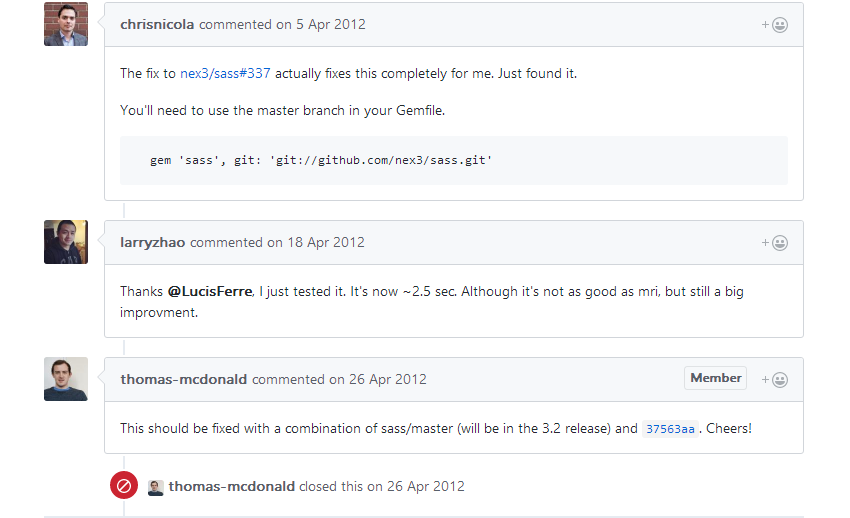 chrisnicola commented on 5 Apr 2012
+
The fix to nex3/sass#337 actually fixes this completely for me. Just found it.
You'll need to use the master branch in your Gemfile.
gem 'sass', git: 'git://github.com/nex3/sass.git'
larryzhao commented on 18 Apr 2012
+
Thanks @LucisFerre, I just tested it. It's now ~2.5 sec. Although it's not as good as mri, but still a big
improvment.
thomas-mcdonald commented on 26 Apr 2012
Member
+
This should be fixed with a combination of sass/master (will be in the 3.2 release) and 37563aa. Cheers!
thomas-mcdonald closed this on 26 Apr 2012